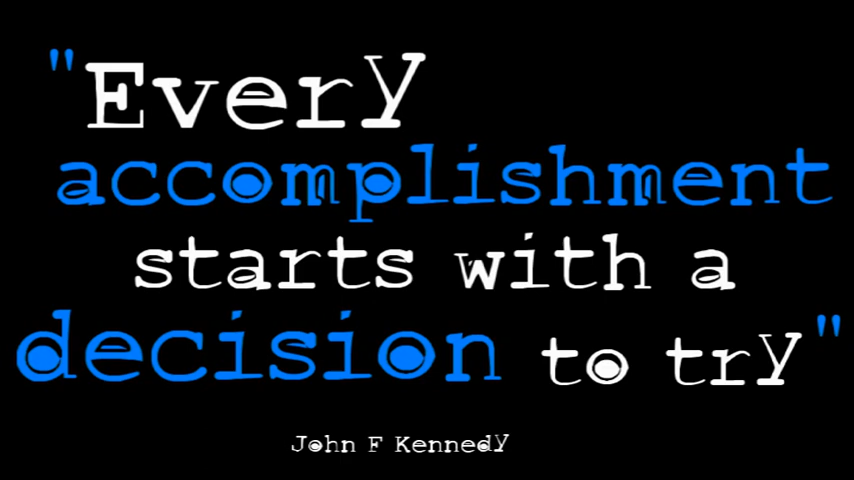 "Every
accomplishment
starts with a
decision to try"
John F Kennedy